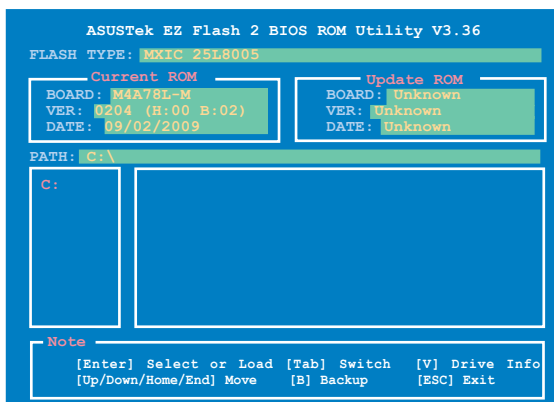 ASUSTek EZ Flash 2 BIOS ROM Utility V3.36
FLASH TYPE: MXIC 25L8005
Current ROM
BOARD: M4A78L-M
VER: 0204 (H:00 B:02)
DATE: 09/02/2009
Update ROM
BOARD: Unknown
VER: Unknown
DATE: Unknown
PATH: C:\
C:
Note
[Enter] Select or Load [Tab] Switch [V] Drive Info
[Up/Down/Home/End] Move [B] Backup [ESC] Exit